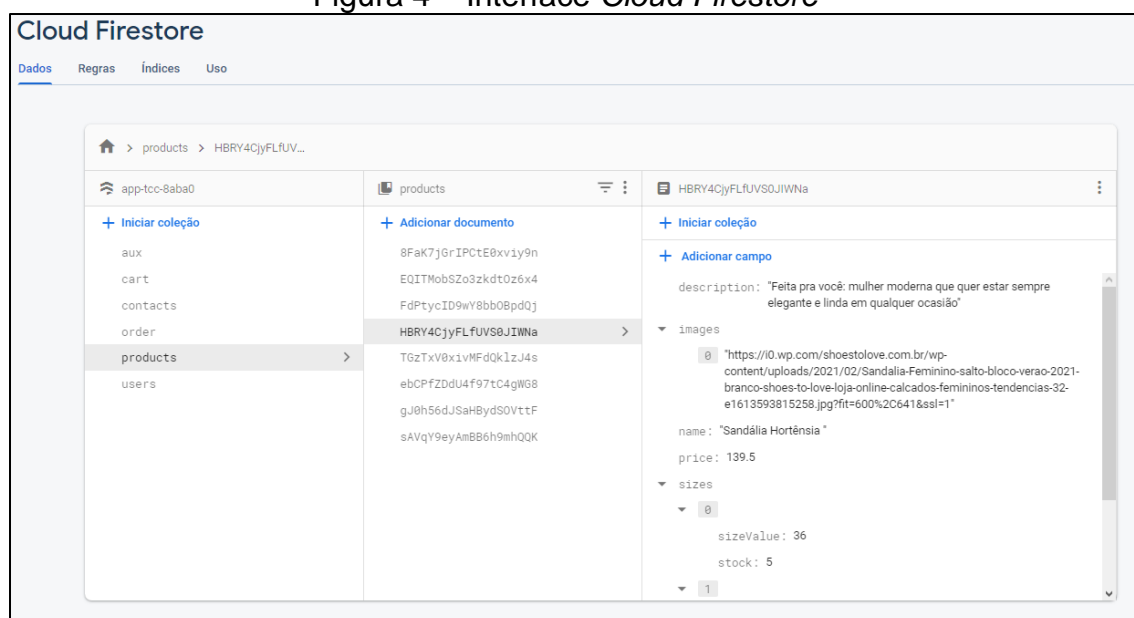 Figura 4 – Interface Cloud Firestore
Cloud Firestore
Dados Regras Índices Uso
products > HBRY4CjyFLfUV...
app-tcc-8aba0
+ Iniciar coleção
aux
cart
contacts
order
products
users
products
+ Adicionar documento
8FaK7jGrIPCtE0xviy9n
EQITMobSZo3zkdtOz6x4
FdPtycID9wY8bbOBpdQj
HBRY4CjyFLfUVS0JIWNa
TGzTxV0xivMFdQklzJ4s
ebCPfZDdU4f97tC4gWG8
gJ0h56dJSaHBydSOVttF
sAVqY9eyAmBB6h9mhQQK
HBRY4CjyFLfUVS0JIWNa
+ Iniciar coleção
+ Adicionar campo
description: "Feita pra você: mulher moderna que quer estar sempre
elegante e linda em qualquer ocasião"
images
0 "https://i0.wp.com/shoestolove.com.br/wp-
content/uploads/2021/02/Sandalia-Feminino-salto-bloco-verao-2021-
branco-shoes-to-love-loja-online-calcados-femininos-tendencias-32-
e1613593815258.jpg?fit=600%2C641&ssl=1"
name: "Sandália Hortênsia "
price: 139.5
sizes
0
sizeValue: 36
stock: 5
1